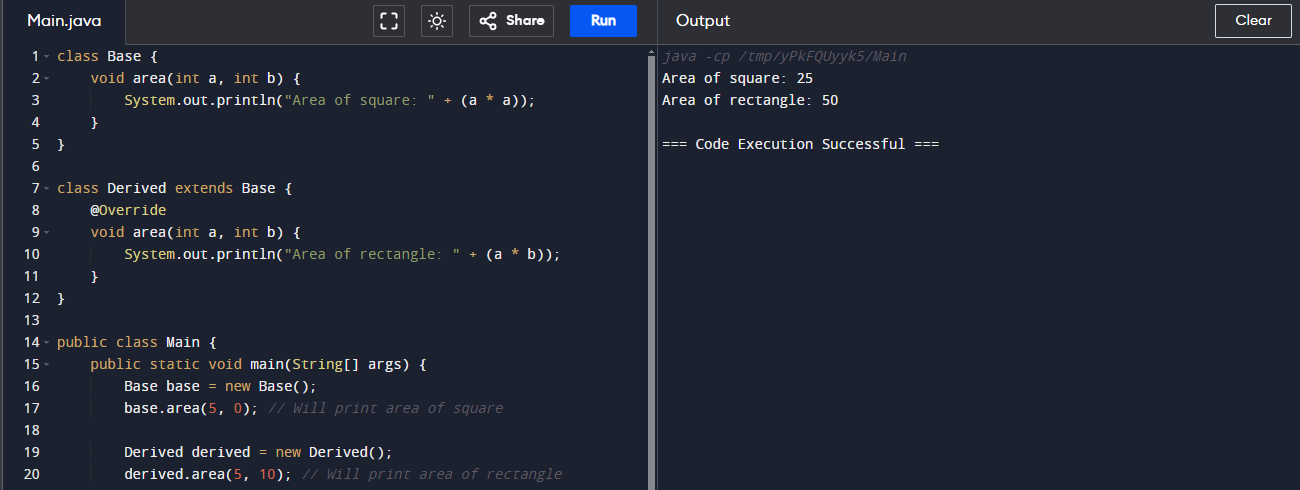 Main.java Share Run Output Clear
1 class Base {
2 void area(int a, int b) {
3 System.out.println("Area of square: " + (a * a));
4 }
5 }
6
7 class Derived extends Base {
8 @Override
9 void area(int a, int b) {
10 System.out.println("Area of rectangle: " + (a * b));
11 }
12 }
13
14 public class Main {
15 public static void main(String[] args) {
16 Base base = new Base();
17 base.area(5, 0); // Will print area of square
18
19 Derived derived = new Derived();
20 derived.area(5, 10); // Will print area of rectangle
java -cp /tmp/yPkFQUyyk5/Main
Area of square: 25
Area of rectangle: 50
=== Code Execution Successful ===